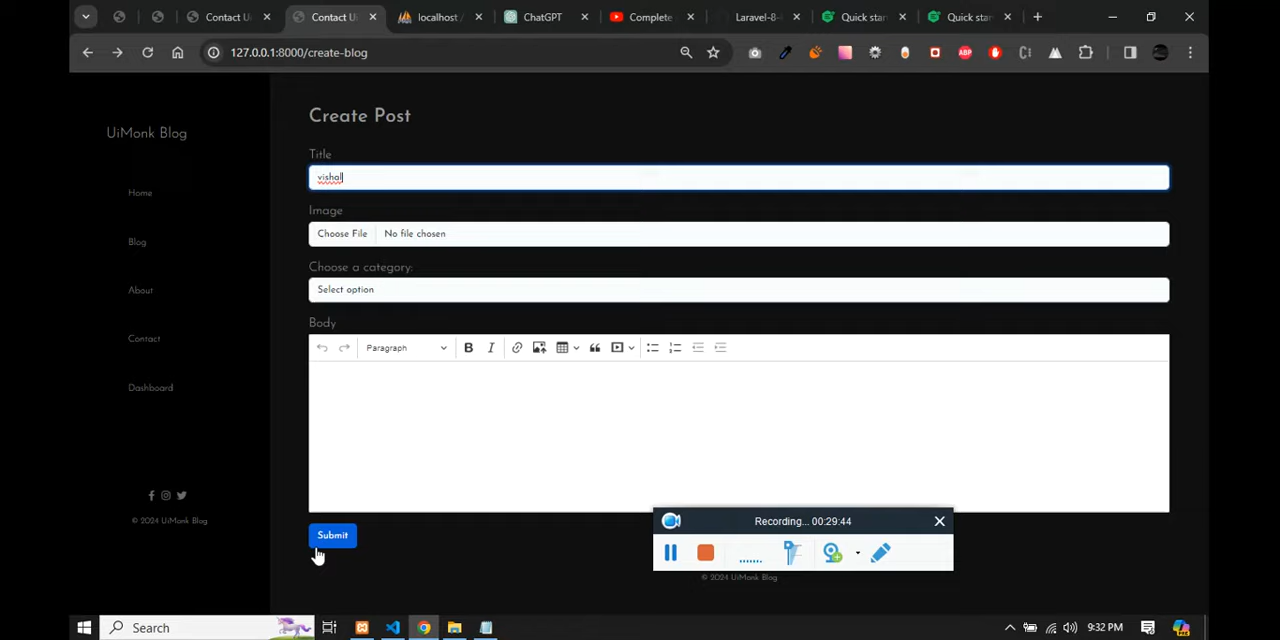 Contact U
Contact U
localhost /
ChatGPT
Complete
Laravel-8-
Quick star
Quick star
127.0.0.1:8000/create-blog
ABP
UiMonk Blog
Home
Blog
About
Contact
Dashboard
© 2024 UiMonk Blog
Create Post
Title
vishal
Image
Choose File No file chosen
Choose a category:
Select option
Body
Paragraph B I
Submit
Recording... 00:29:44
© 2024 UiMonk Blog
Search
9:32 PM